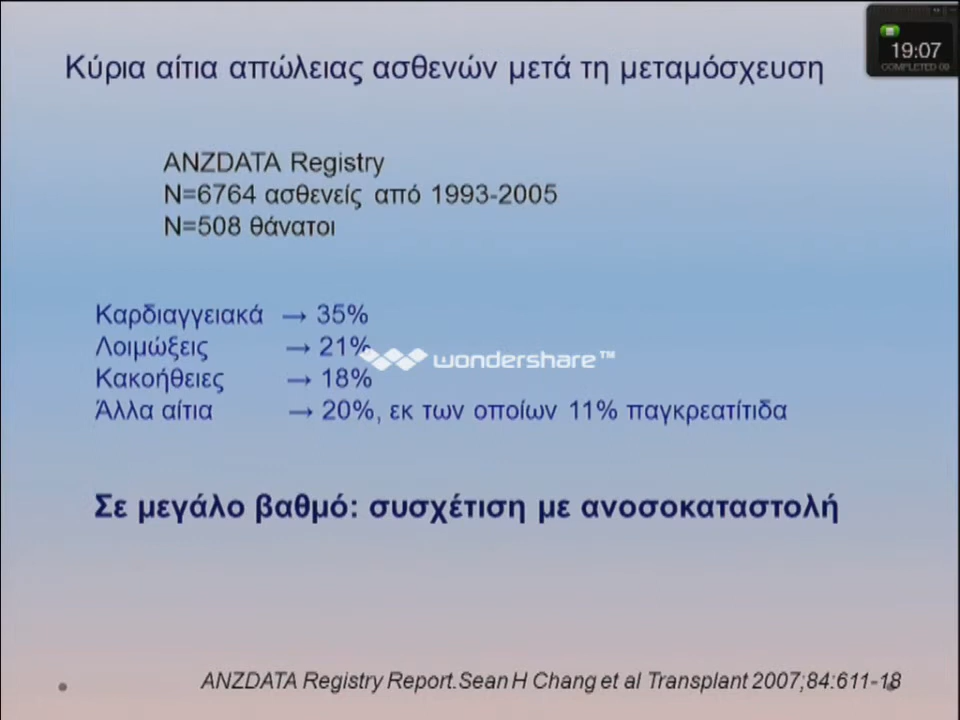 19:07
COMPLETED 09
Κύρια αίτια απώλειας ασθενών μετά τη μεταμόσχευση
ANZDATA Registry
N=6764 ασθενείς από 1993-2005
N=508 θάνατοι
Καρδιαγγειακά → 35%
Λοιμώξεις → 21%
wondershare™
Κακοήθειες → 18%
Άλλα αίτια → 20%, εκ των οποίων 11% παγκρεατίτιδα
Σε μεγάλο βαθμό: συσχέτιση με ανοσοκαταστολή
ANZDATA Registry Report.Sean H Chang et al Transplant 2007;84:611-18